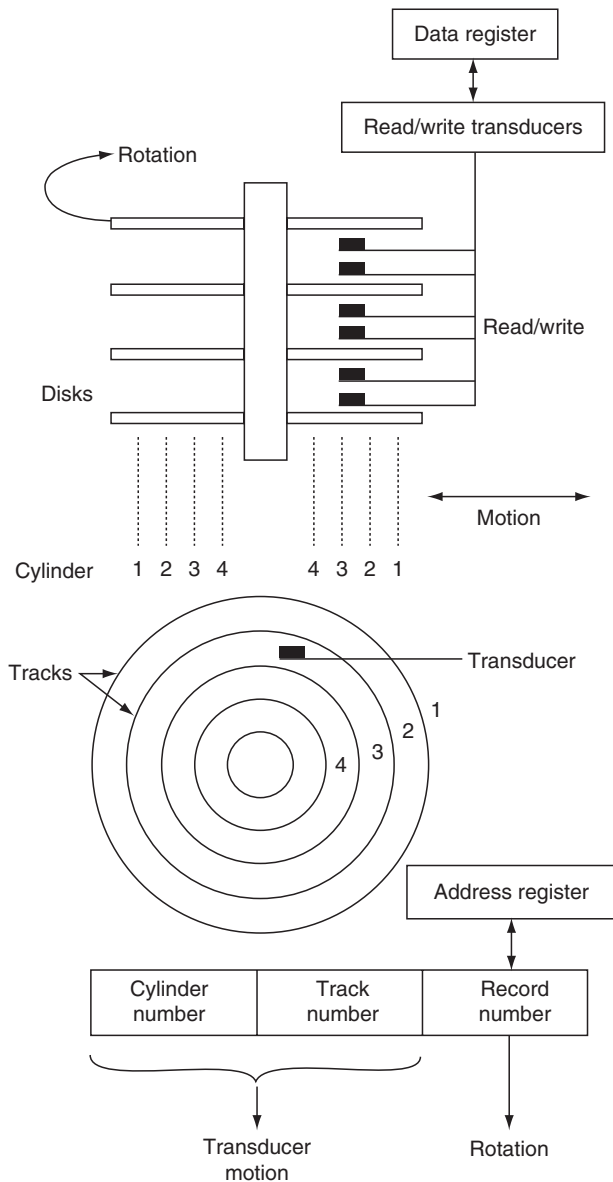 Data register
Read/write transducers
Rotation
Read/write
Disks
Motion
Cylinder 1 2 3 4 4 3 2 1
Tracks
Transducer
1
2
3
4
Address register
Cylinder
number
Track
number
Record
number
Transducer
motion
Rotation